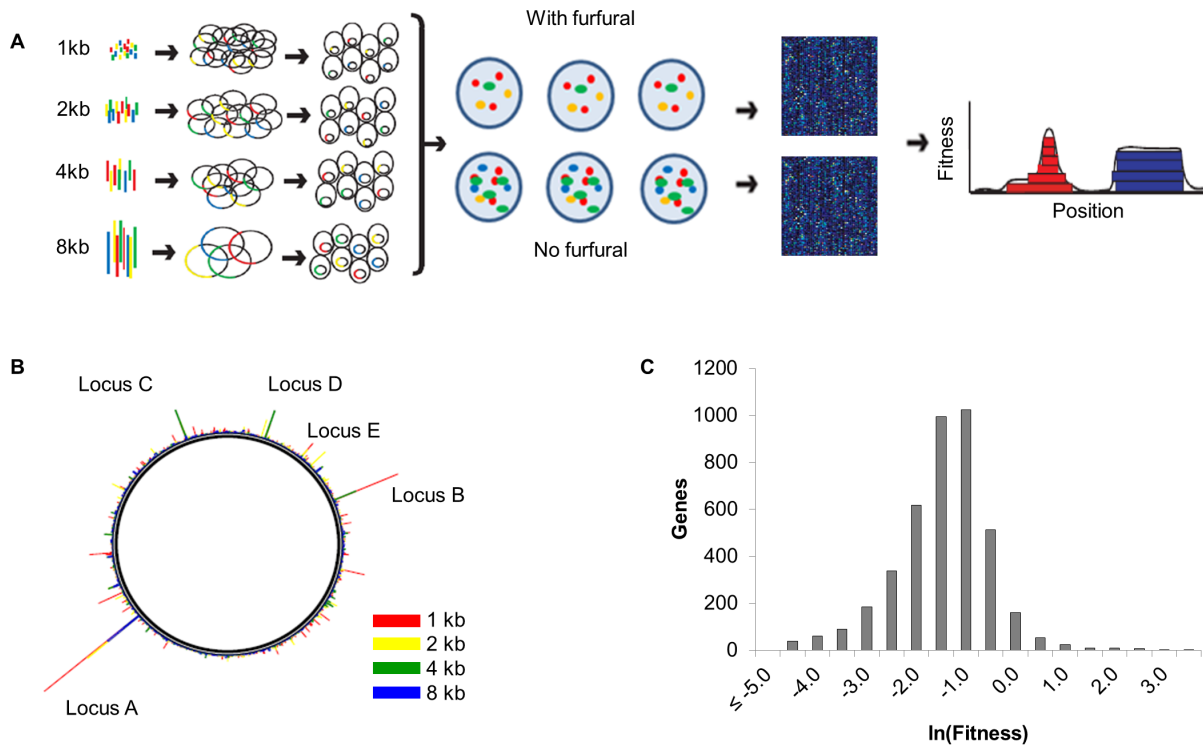 A
1kb
2kb
4kb
8kb
With furfural
No furfural
Fitness
Position
B
Locus C
Locus D
Locus E
Locus B
Locus A
1 kb
2 kb
4 kb
8 kb
C
Genes
1200
1000
800
600
400
200
0
≤ -5.0
-4.0
-3.0
-2.0
-1.0
0.0
1.0
2.0
3.0
ln(Fitness)